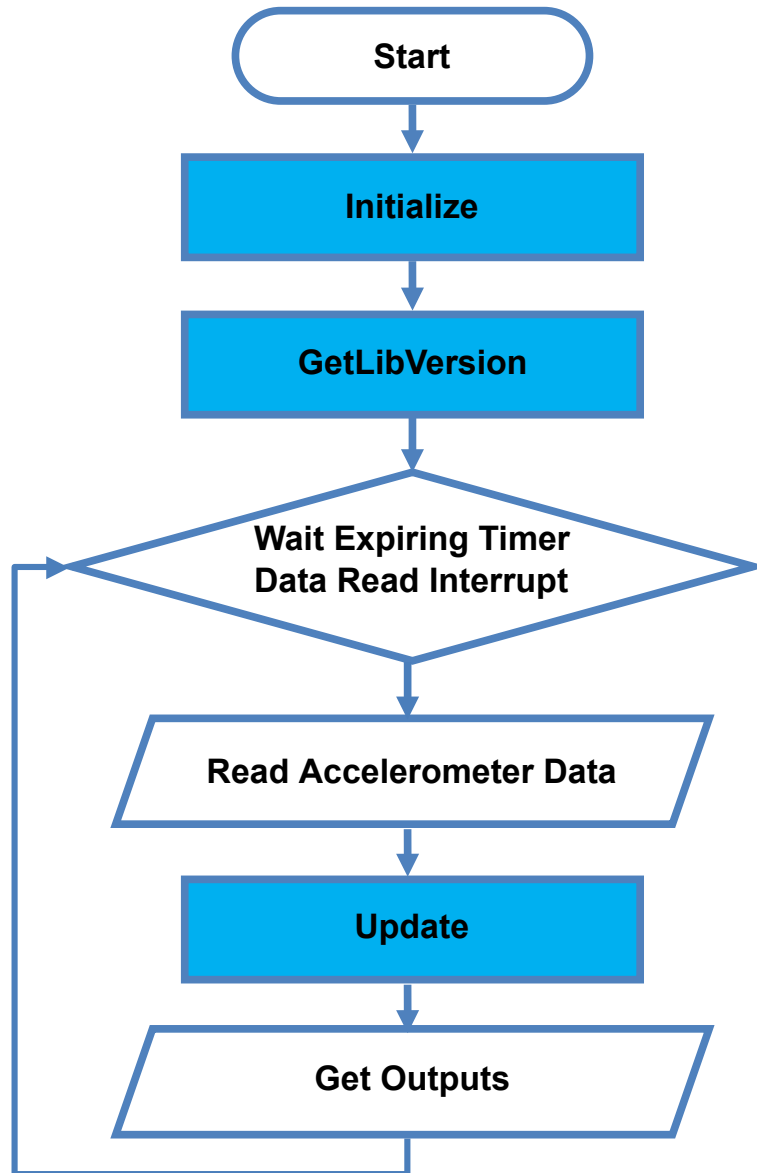 Start
Initialize
GetLibVersion
Wait Expiring Timer
Data Read Interrupt
Read Accelerometer Data
Update
Get Outputs